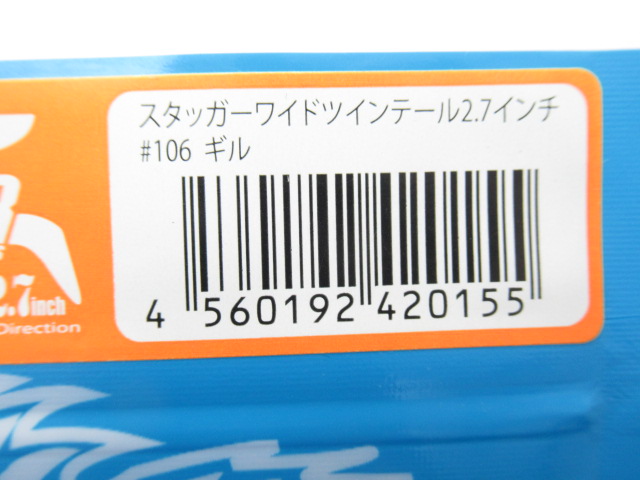 スタッガーワイドツインテール2.7インチ
#106 ギル
4 560192 420155
.7inch
Direction